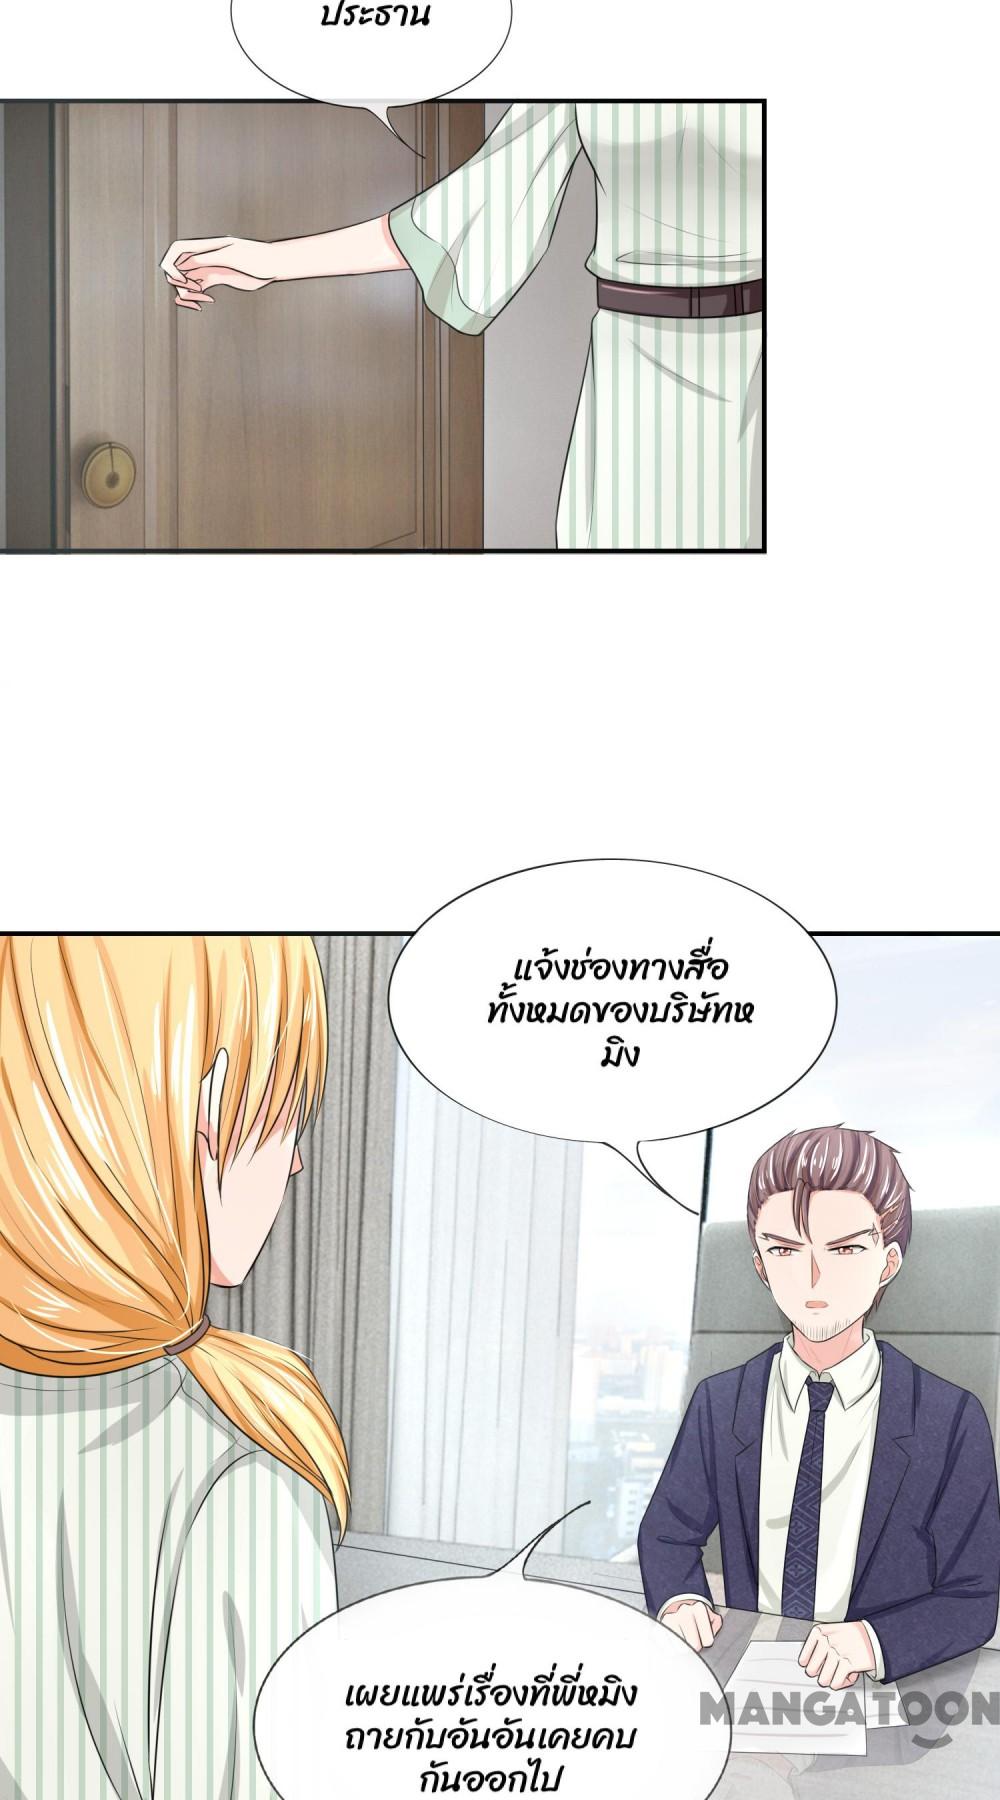 ประธาน
แจ้งช่องทางสื่อ
ทั้งหมดของบริษัทห
มิง
เผยแพร่เรื่องที่พี่หมิง
ถายกับอันอันเคยคบ
กันออกไป
MANGATOON